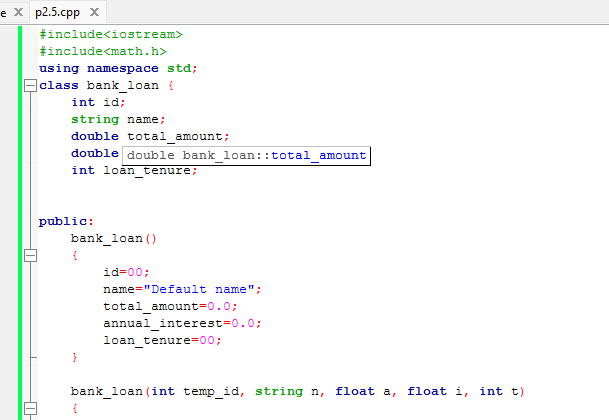 e p2.5.cpp
#include<iostream>
#include<math.h>
using namespace std;
class bank_loan {
int id;
string name;
double total_amount;
double double bank_loan::total_amount
int loan_tenure;
public:
bank_loan()
{
id=00;
name="Default name";
total_amount=0.0;
annual_interest=0.0;
loan_tenure=00;
}
bank_loan(int temp_id, string n, float a, float i, int t)
{